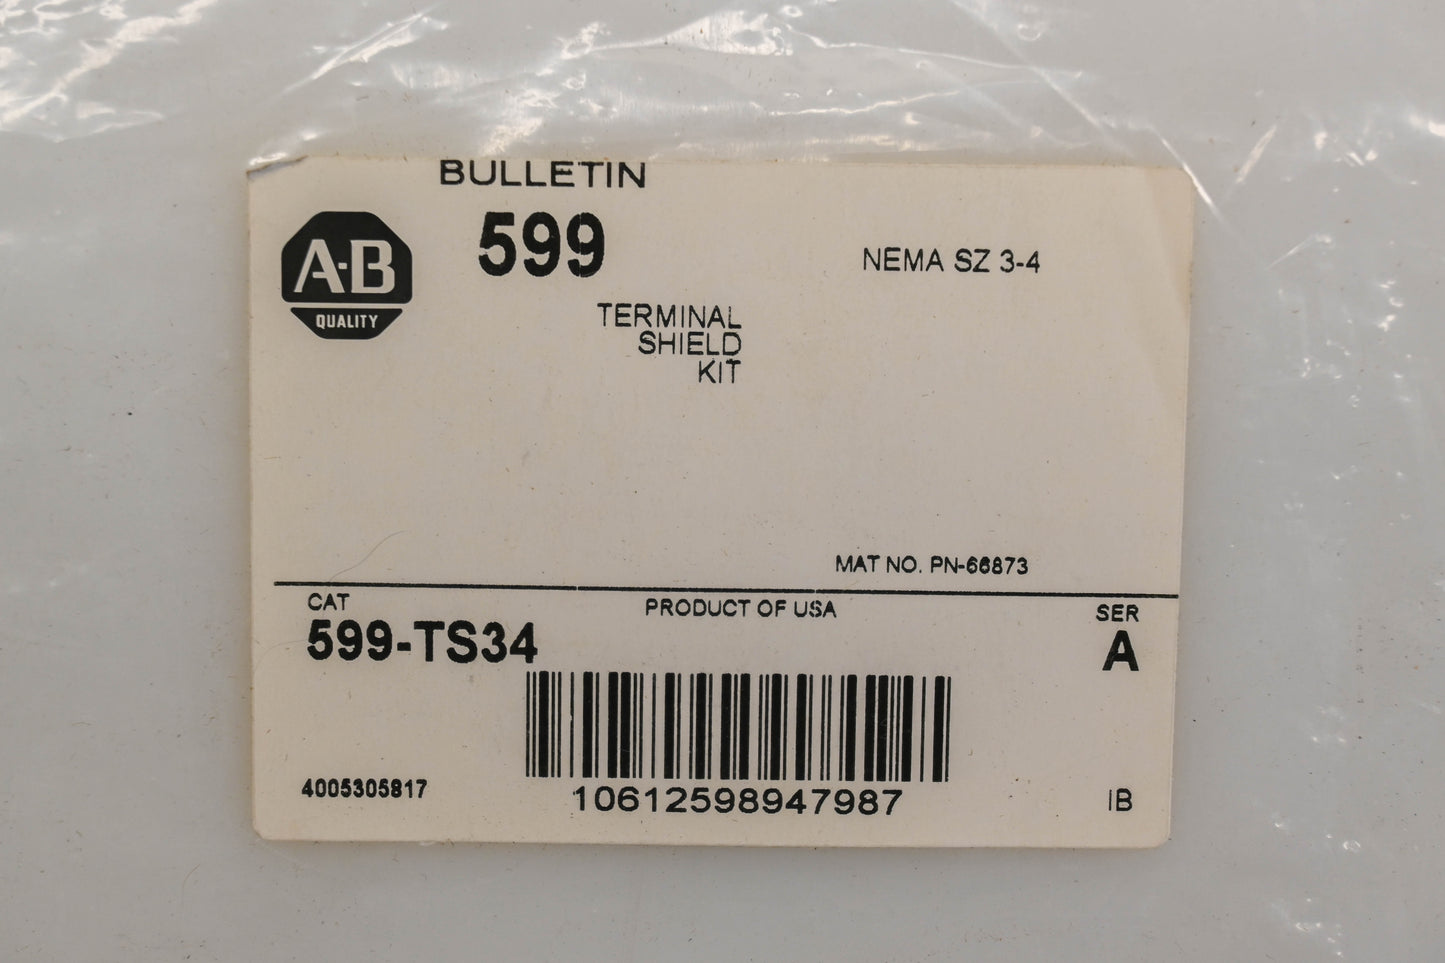 BULLETIN
599
NEMA SZ 3-4
A-B
QUALITY
TERMINAL
SHIELD
KIT
MAT NO. PN-66873
CAT
PRODUCT OF USA
SER
599-TS34
A
4005305817
10612598947987
IB